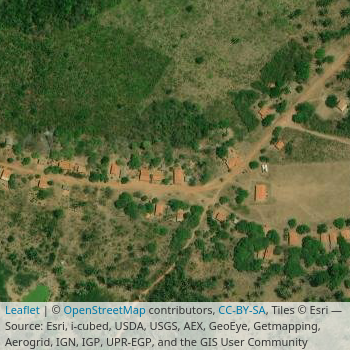 Leaflet | © OpenStreetMap contributors, CC-BY-SA, Tiles © Esri —
Source: Esri, i-cubed, USDA, USGS, AEX, GeoEye, Getmapping,
Aerogrid, IGN, IGP, UPR-EGP, and the GIS User Community